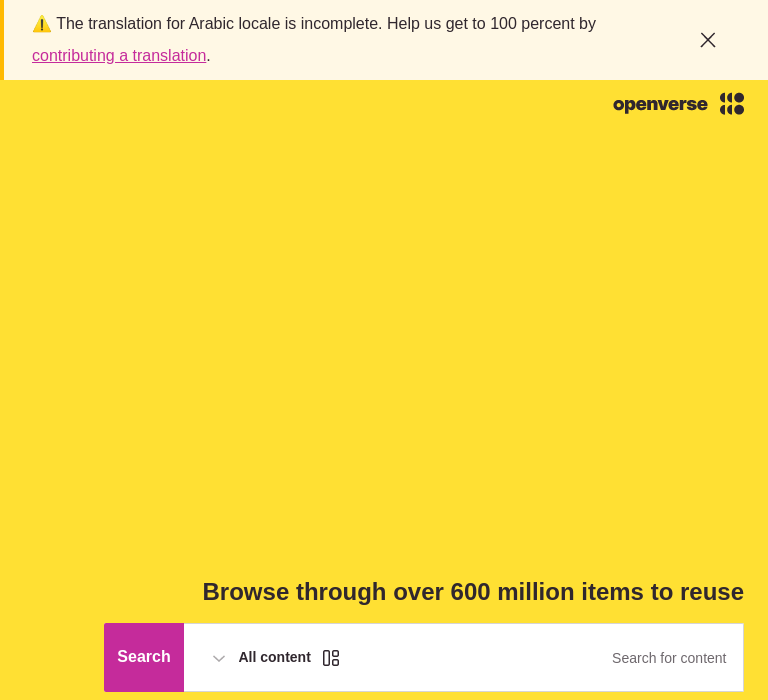 ⚠️ The translation for Arabic locale is incomplete. Help us get to 100 percent by
contributing a translation.
openverse
Browse through over 600 million items to reuse
Search
All content
Search for content